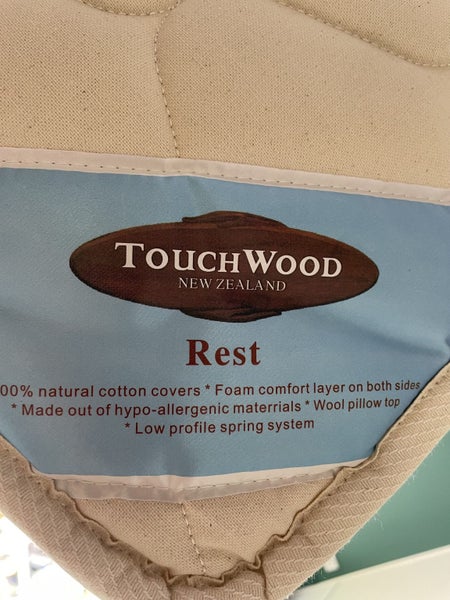 TOUCHWOOD
NEW ZEALAND
Rest
00% natural cotton covers * Foam comfort layer on both sides
* Made out of hypo-allergenic materrials * Wool pillow top
* Low profile spring system